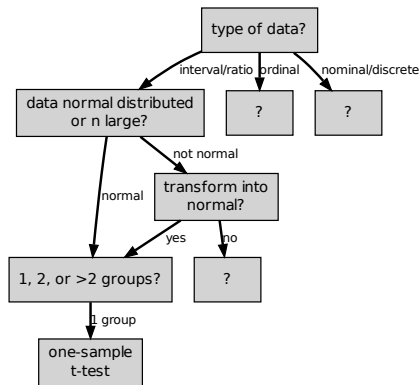 type of data?
interval/ratio
ordinal
nominal/discrete
data normal distributed
or n large?
?
?
not normal
transform into
normal?
normal
yes
no
1, 2, or >2 groups?
?
1 group
one-sample
t-test